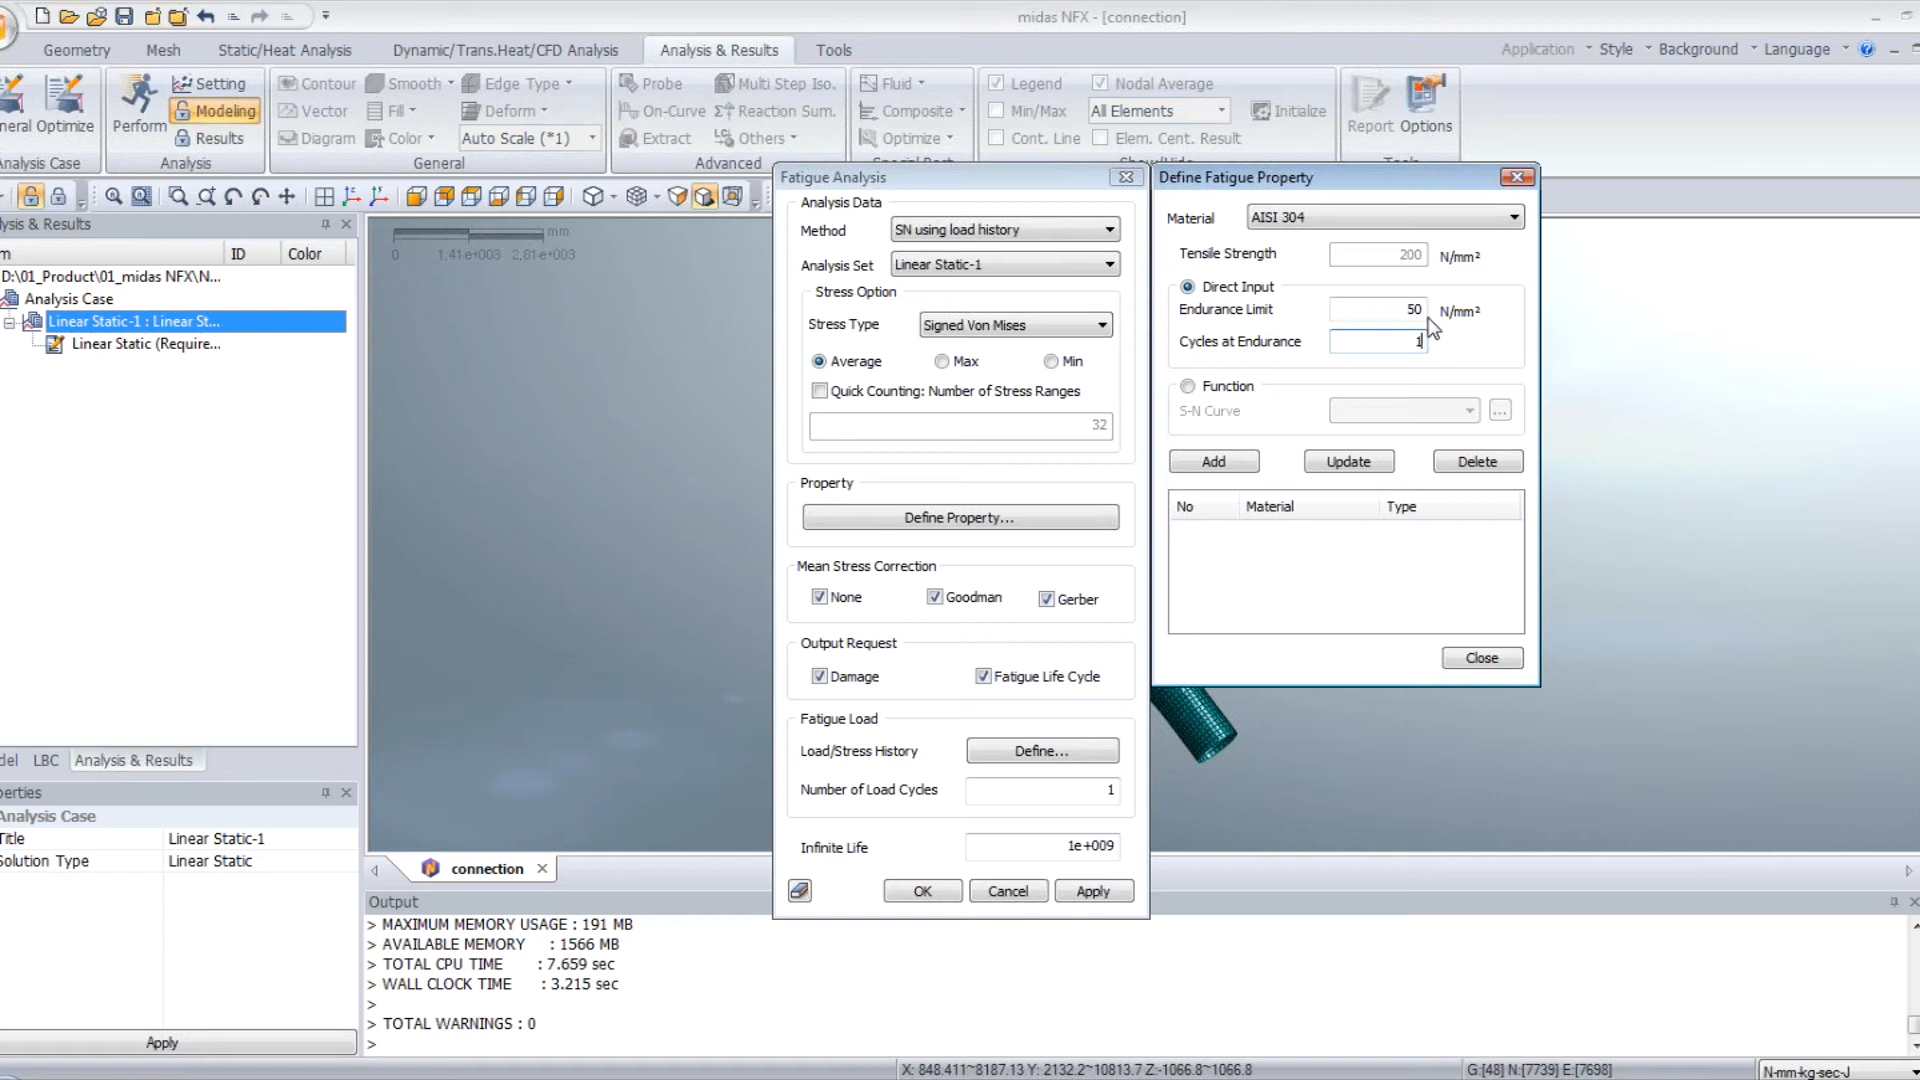 midas NFX - [connection]
Geometry Mesh Static/Heat Analysis Dynamic/Trans.Heat/CFD Analysis Analysis & Results Tools Application Style Background Language
Setting Contour Smooth Edge Type Probe Multi Step Iso. Fluid Legend Nodal Average
Modeling Vector Fill Deform On-Curve Reaction Sum. Composite Min/Max All Elements Initialize
neral Optimize Perform Results Diagram Color Auto Scale (*1) Extract Others Optimize Cont. Line Elem. Cent. Result Report Options
nalysis Case Analysis General Advanced
ysis & Results
m ID Color
D:\01_Product\01_midas NFX\N...
Analysis Case
Linear Static-1 : Linear St...
Linear Static (Require...
mm
0 1,41e+003 2,81e+003
Fatigue Analysis
Analysis Data
Method SN using load history
Analysis Set Linear Static-1
Stress Option
Stress Type Signed Von Mises
Average Max Min
Quick Counting: Number of Stress Ranges
32
Property
Define Property...
Mean Stress Correction
None Goodman Gerber
Output Request
Damage Fatigue Life Cycle
Fatigue Load
Load/Stress History Define...
Number of Load Cycles 1
Infinite Life 1e+009
OK Cancel Apply
Define Fatigue Property
Material AISI 304
Tensile Strength 200 N/mm²
Direct Input
Endurance Limit 50 N/mm²
Cycles at Endurance 1
Function
S-N Curve ...
Add Update Delete
No Material Type
Close
del LBC Analysis & Results
erties
Analysis Case
Title Linear Static-1
Solution Type Linear Static
Apply
connection
Output
> MAXIMUM MEMORY USAGE : 191 MB
> AVAILABLE MEMORY : 1566 MB
> TOTAL CPU TIME : 7.659 sec
> WALL CLOCK TIME : 3.215 sec
>
> TOTAL WARNINGS : 0
>
X: 848.411~8187.13 Y: 2132.2~10813.7 Z:-1066.8~1066.8 G:[48] N:[7739] E:[7698] N-mm-kg-sec-J